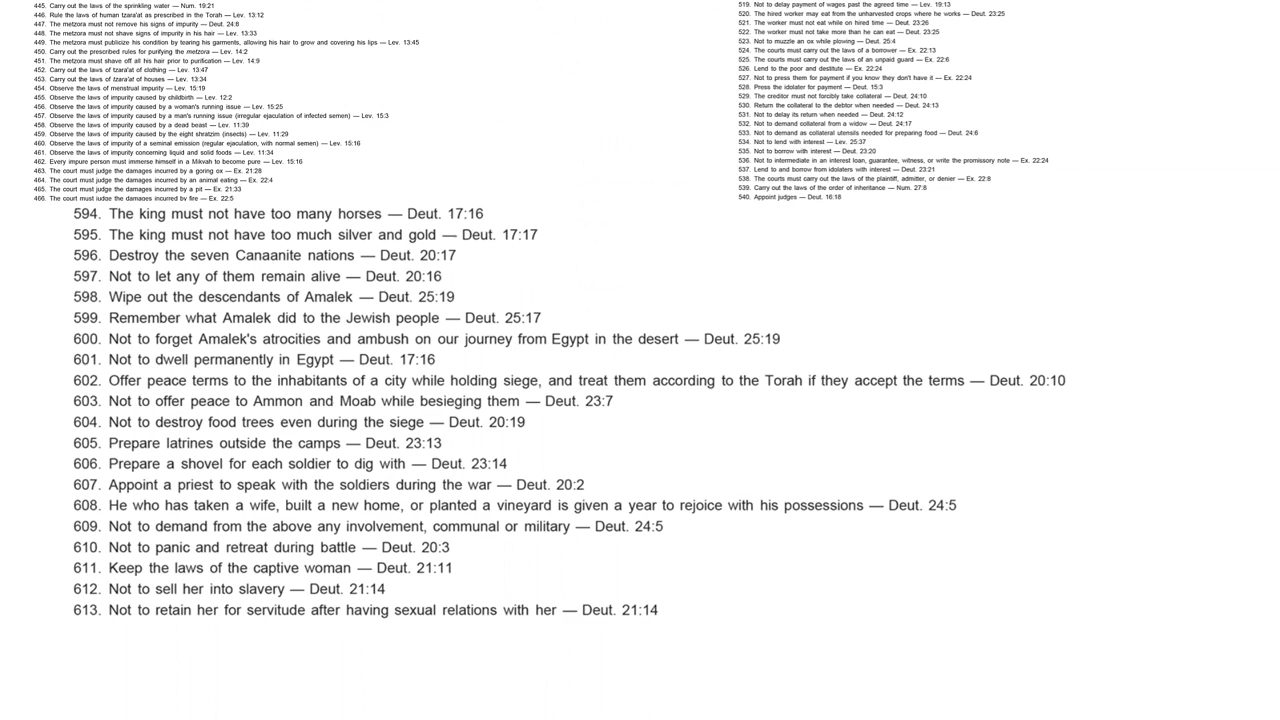 445. Carry out the laws of the sprinkling water — Num. 19:21
446. Rule the laws of human tzara'at as prescribed in the Torah — Lev. 13:12
447. The metzora must not remove his signs of impurity — Deut. 24:8
448. The metzora must not shave signs of impurity in his hair — Lev. 13:33
449. The metzora must publicize his condition by tearing his garments, allowing his hair to grow and covering his lips — Lev. 13:45
450. Carry out the prescribed rules for purifying the metzora — Lev. 14:2
451. The metzora must shave off all his hair prior to purification — Lev. 14:9
452. Carry out the laws of tzara'at of clothing — Lev. 13:47
453. Carry out the laws of tzara'at of houses — Lev. 13:34
454. Observe the laws of menstrual impurity — Lev. 15:19
455. Observe the laws of impurity caused by childbirth — Lev. 12:2
456. Observe the laws of impurity caused by a woman's running issue — Lev. 15:25
457. Observe the laws of impurity caused by a man's running issue (irregular ejaculation of infected semen) — Lev. 15:3
458. Observe the laws of impurity caused by a dead beast — Lev. 11:39
459. Observe the laws of impurity caused by the eight shratzim (insects) — Lev. 11:29
460. Observe the laws of impurity of a seminal emission (regular ejaculation, with normal semen) — Lev. 15:16
461. Observe the laws of impurity concerning liquid and solid foods — Lev. 11:34
462. Every impure person must immerse himself in a Mikvah to become pure — Lev. 15:16
463. The court must judge the damages incurred by a goring ox — Ex. 21:28
464. The court must judge the damages incurred by an animal eating — Ex. 22:4
465. The court must judge the damages incurred by a pit — Ex. 21:33
466. The court must judge the damages incurred by fire — Ex. 22:5
519. Not to delay payment of wages past the agreed time — Lev. 19:13
520. The hired worker may eat from the unharvested crops where he works — Deut. 23:25
521. The worker must not eat while on hired time — Deut. 23:26
522. The worker must not take more than he can eat — Deut. 23:25
523. Not to muzzle an ox while plowing — Deut. 25:4
524. The courts must carry out the laws of a borrower — Ex. 22:13
525. The courts must carry out the laws of an unpaid guard — Ex. 22:6
526. Lend to the poor and destitute — Ex. 22:24
527. Not to press them for payment if you know they don't have it — Ex. 22:24
528. Press the idolater for payment — Deut. 15:3
529. The creditor must not forcibly take collateral — Deut. 24:10
530. Return the collateral to the debtor when needed — Deut. 24:13
531. Not to delay its return when needed — Deut. 24:12
532. Not to demand collateral from a widow — Deut. 24:17
533. Not to demand as collateral utensils needed for preparing food — Deut. 24:6
534. Not to lend with interest — Lev. 25:37
535. Not to borrow with interest — Deut. 23:20
536. Not to intermediate in an interest loan, guarantee, witness, or write the promissory note — Ex. 22:24
537. Lend to and borrow from idolaters with interest — Deut. 23:21
538. The courts must carry out the laws of the plaintiff, admitter, or denier — Ex. 22:8
539. Carry out the laws of the order of inheritance — Num. 27:8
540. Appoint judges — Deut. 16:18
594. The king must not have too many horses — Deut. 17:16
595. The king must not have too much silver and gold — Deut. 17:17
596. Destroy the seven Canaanite nations — Deut. 20:17
597. Not to let any of them remain alive — Deut. 20:16
598. Wipe out the descendants of Amalek — Deut. 25:19
599. Remember what Amalek did to the Jewish people — Deut. 25:17
600. Not to forget Amalek's atrocities and ambush on our journey from Egypt in the desert — Deut. 25:19
601. Not to dwell permanently in Egypt — Deut. 17:16
602. Offer peace terms to the inhabitants of a city while holding siege, and treat them according to the Torah if they accept the terms — Deut. 20:10
603. Not to offer peace to Ammon and Moab while besieging them — Deut. 23:7
604. Not to destroy food trees even during the siege — Deut. 20:19
605. Prepare latrines outside the camps — Deut. 23:13
606. Prepare a shovel for each soldier to dig with — Deut. 23:14
607. Appoint a priest to speak with the soldiers during the war — Deut. 20:2
608. He who has taken a wife, built a new home, or planted a vineyard is given a year to rejoice with his possessions — Deut. 24:5
609. Not to demand from the above any involvement, communal or military — Deut. 24:5
610. Not to panic and retreat during battle — Deut. 20:3
611. Keep the laws of the captive woman — Deut. 21:11
612. Not to sell her into slavery — Deut. 21:14
613. Not to retain her for servitude after having sexual relations with her — Deut. 21:14